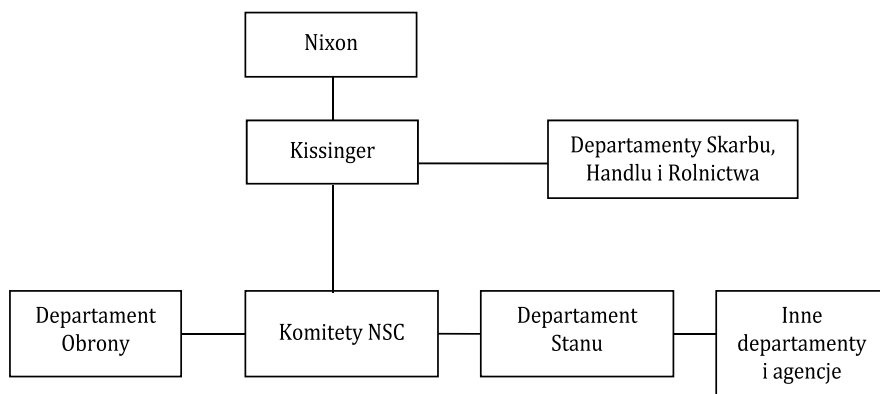 Nixon
Kissinger
Departamenty Skarbu,
Handlu i Rolnictwa
Departament
Obrony
Komitety NSC
Departament
Stanu
Inne
departamenty
i agencje